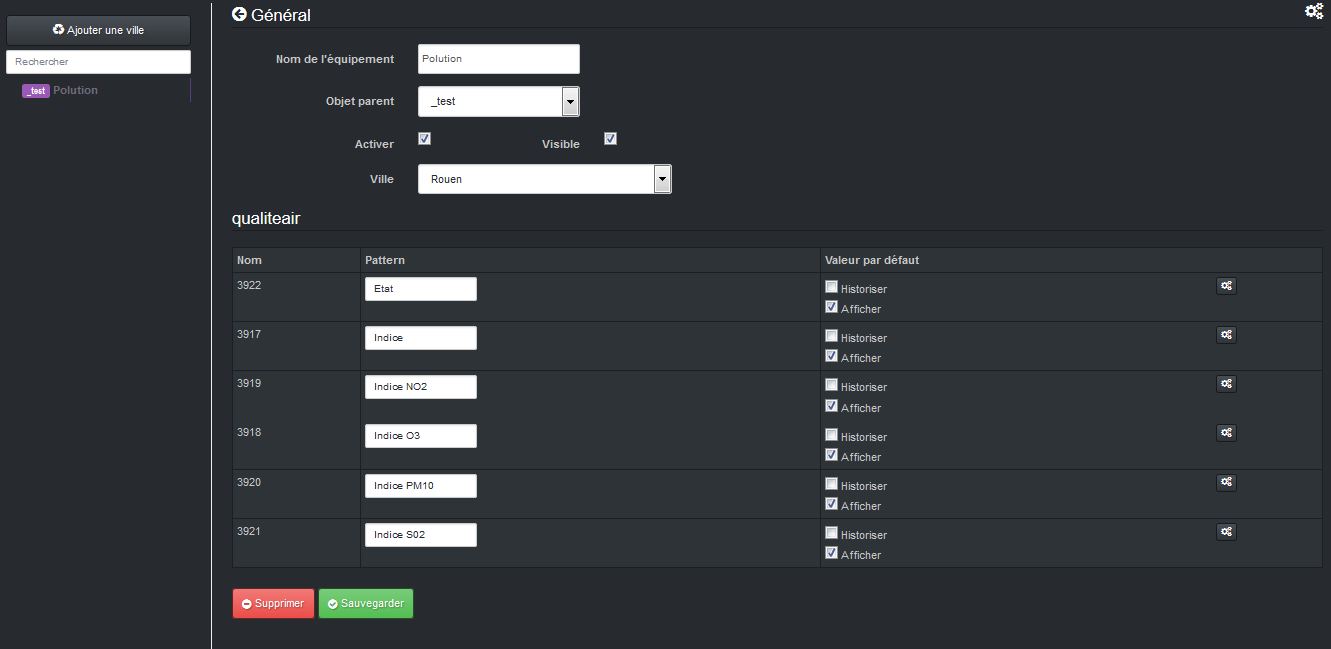 Ajouter une ville
Rechercher
_test Polution
Général
Nom de l'équipement Polution
Objet parent _test
Activer Visible
Ville Rouen
qualiteair
Nom Pattern Valeur par défaut
3922 Etat Historiser
Afficher
3917 Indice Historiser
Afficher
3919 Indice NO2 Historiser
Afficher
3918 Indice O3 Historiser
Afficher
3920 Indice PM10 Historiser
Afficher
3921 Indice S02 Historiser
Afficher
Supprimer Sauvegarder